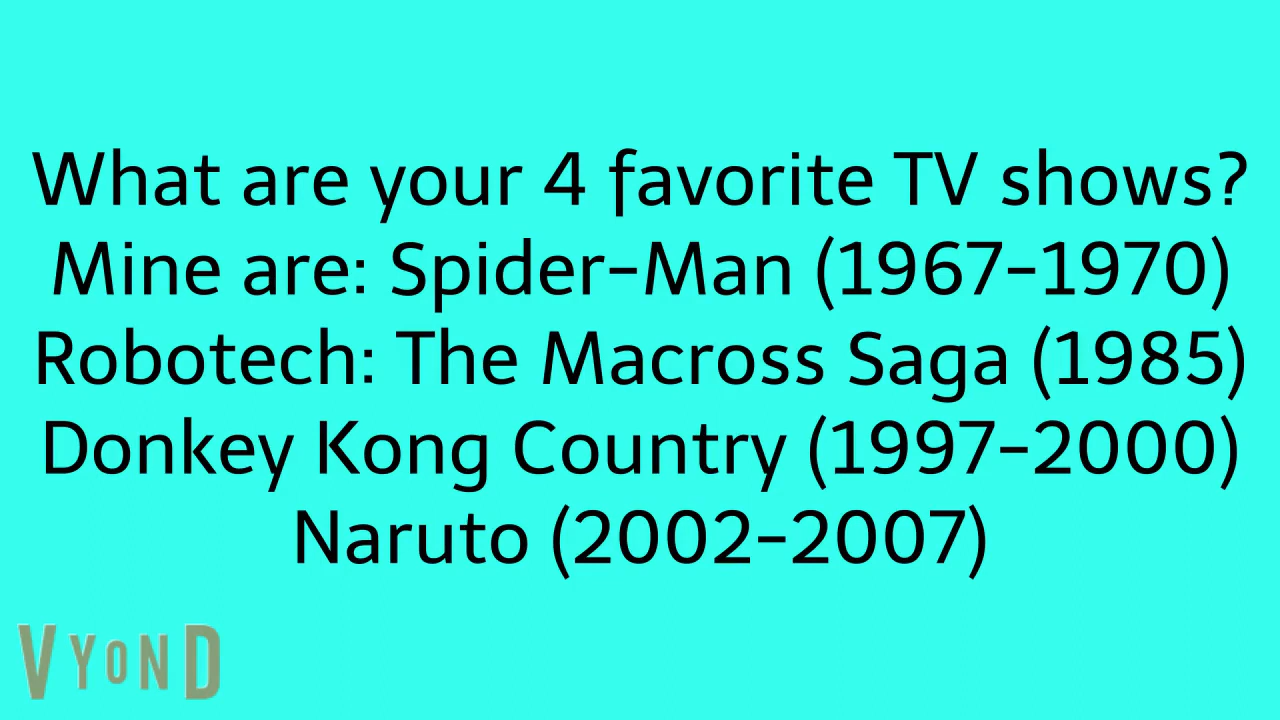 What are your 4 favorite TV shows?
Mine are: Spider-Man (1967-1970)
Robotech: The Macross Saga (1985)
Donkey Kong Country (1997-2000)
Naruto (2002-2007)
VYOND